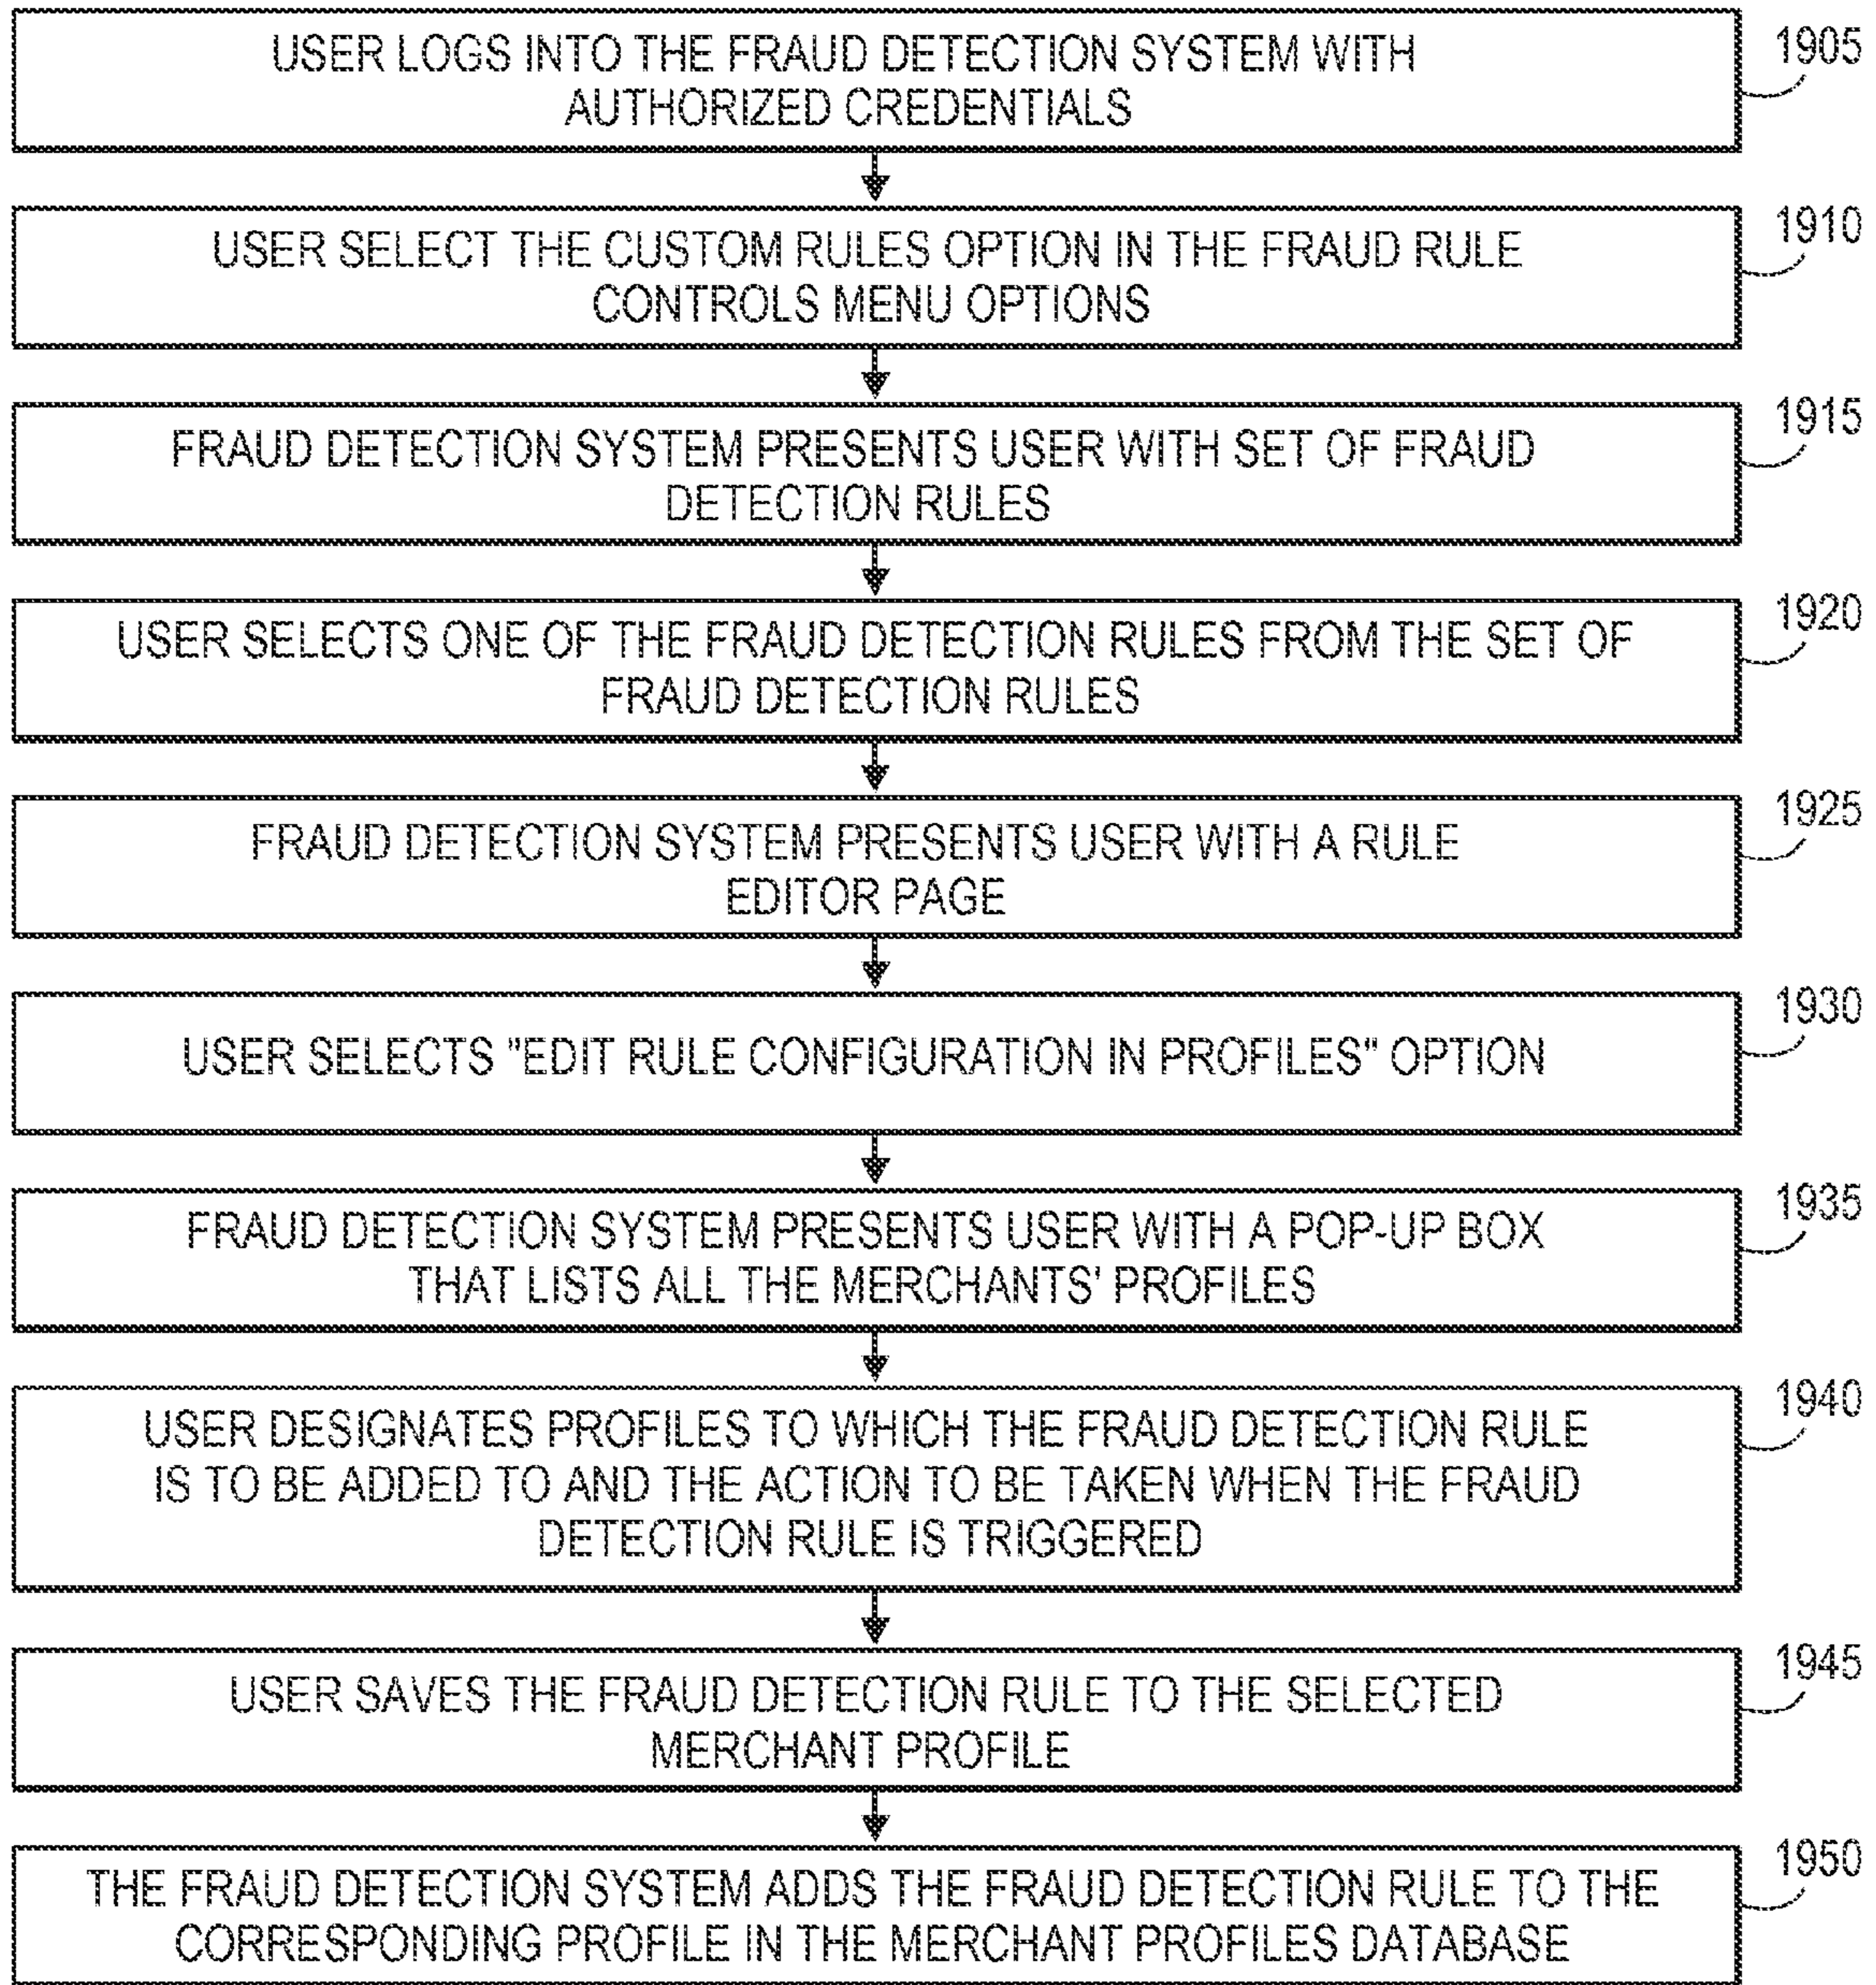 USER LOGS INTO THE FRAUD DETECTION SYSTEM WITH
AUTHORIZED CREDENTIALS
1905
USER SELECT THE CUSTOM RULES OPTION IN THE FRAUD RULE
CONTROLS MENU OPTIONS
1910
FRAUD DETECTION SYSTEM PRESENTS USER WITH SET OF FRAUD
DETECTION RULES
1915
USER SELECTS ONE OF THE FRAUD DETECTION RULES FROM THE SET OF
FRAUD DETECTION RULES
1920
FRAUD DETECTION SYSTEM PRESENTS USER WITH A RULE
EDITOR PAGE
1925
USER SELECTS "EDIT RULE CONFIGURATION IN PROFILES" OPTION
1930
FRAUD DETECTION SYSTEM PRESENTS USER WITH A POP-UP BOX
THAT LISTS ALL THE MERCHANTS' PROFILES
1935
USER DESIGNATES PROFILES TO WHICH THE FRAUD DETECTION RULE
IS TO BE ADDED TO AND THE ACTION TO BE TAKEN WHEN THE FRAUD
DETECTION RULE IS TRIGGERED
1940
USER SAVES THE FRAUD DETECTION RULE TO THE SELECTED
MERCHANT PROFILE
1945
THE FRAUD DETECTION SYSTEM ADDS THE FRAUD DETECTION RULE TO THE
CORRESPONDING PROFILE IN THE MERCHANT PROFILES DATABASE
1950